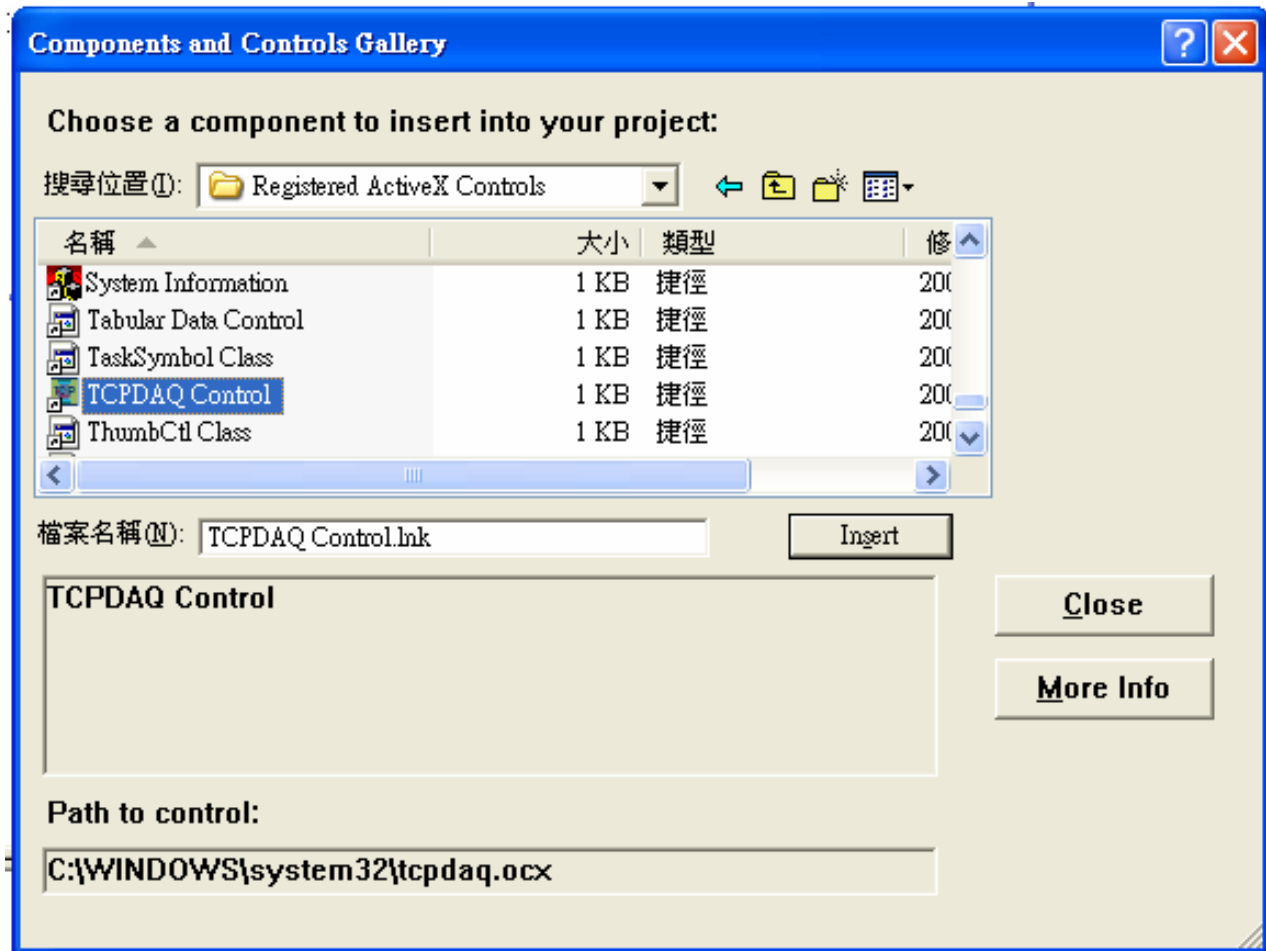 Components and Controls Gallery
Choose a component to insert into your project:
搜尋位置(I): Registered ActiveX Controls
名稱 大小 類型 修
System Information 1 KB 捷徑 200
Tabular Data Control 1 KB 捷徑 200
TaskSymbol Class 1 KB 捷徑 200
TCPDAQ Control 1 KB 捷徑 200
ThumbCtl Class 1 KB 捷徑 200
檔案名稱(N): TCPDAQ Control.lnk Insert
TCPDAQ Control
Close
More Info
Path to control:
C:\WINDOWS\system32\tcpdaq.ocx